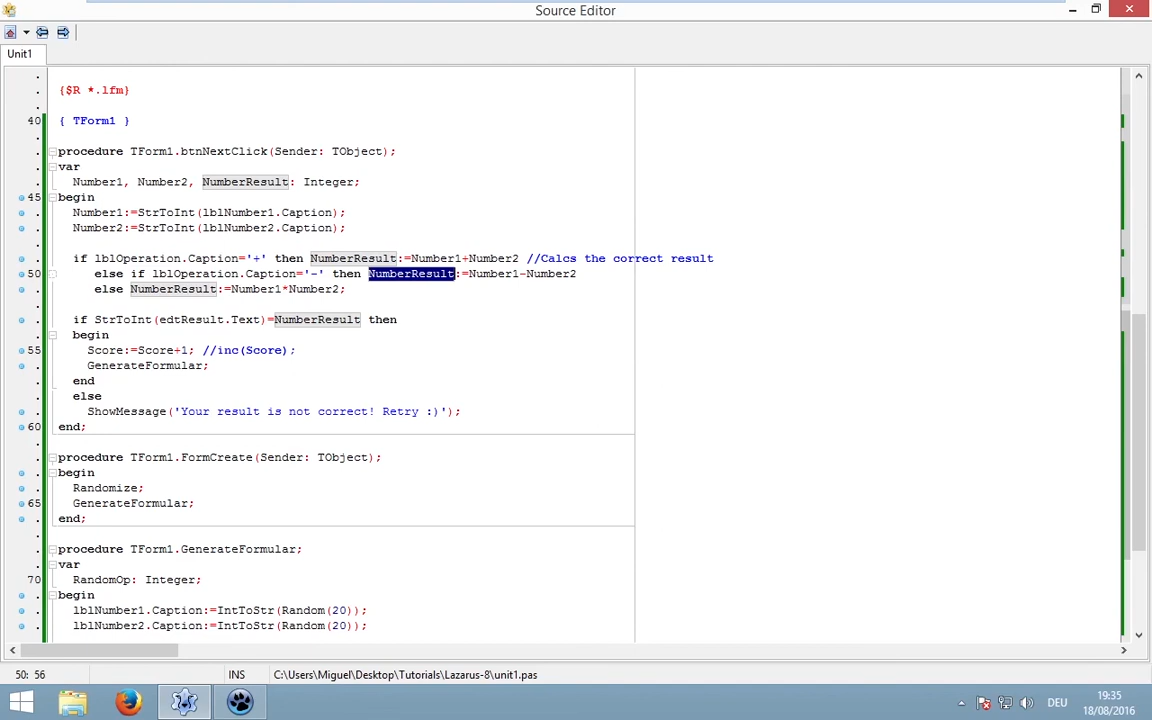 Source Editor
Unit1
{$R *.lfm}
40 { TForm1 }
procedure TForm1.btnNextClick(Sender: TObject);
var
Number1, Number2, NumberResult: Integer;
45 begin
Number1:=StrToInt(lblNumber1.Caption);
Number2:=StrToInt(lblNumber2.Caption);
if lblOperation.Caption='+' then NumberResult:=Number1+Number2 //Calcs the correct result
50 else if lblOperation.Caption='-' then NumberResult:=Number1-Number2
else NumberResult:=Number1*Number2;
if StrToInt(edtResult.Text)=NumberResult then
begin
55 Score:=Score+1; //inc(Score);
GenerateFormular;
end
else
ShowMessage('Your result is not correct! Retry :)');
60 end;
procedure TForm1.FormCreate(Sender: TObject);
begin
Randomize;
65 GenerateFormular;
end;
procedure TForm1.GenerateFormular;
var
70 RandomOp: Integer;
begin
lblNumber1.Caption:=IntToStr(Random(20));
lblNumber2.Caption:=IntToStr(Random(20));
50: 56 INS C:\Users\Miguel\Desktop\Tutorials\Lazarus-8\unit1.pas
DEU 19:35
18/08/2016